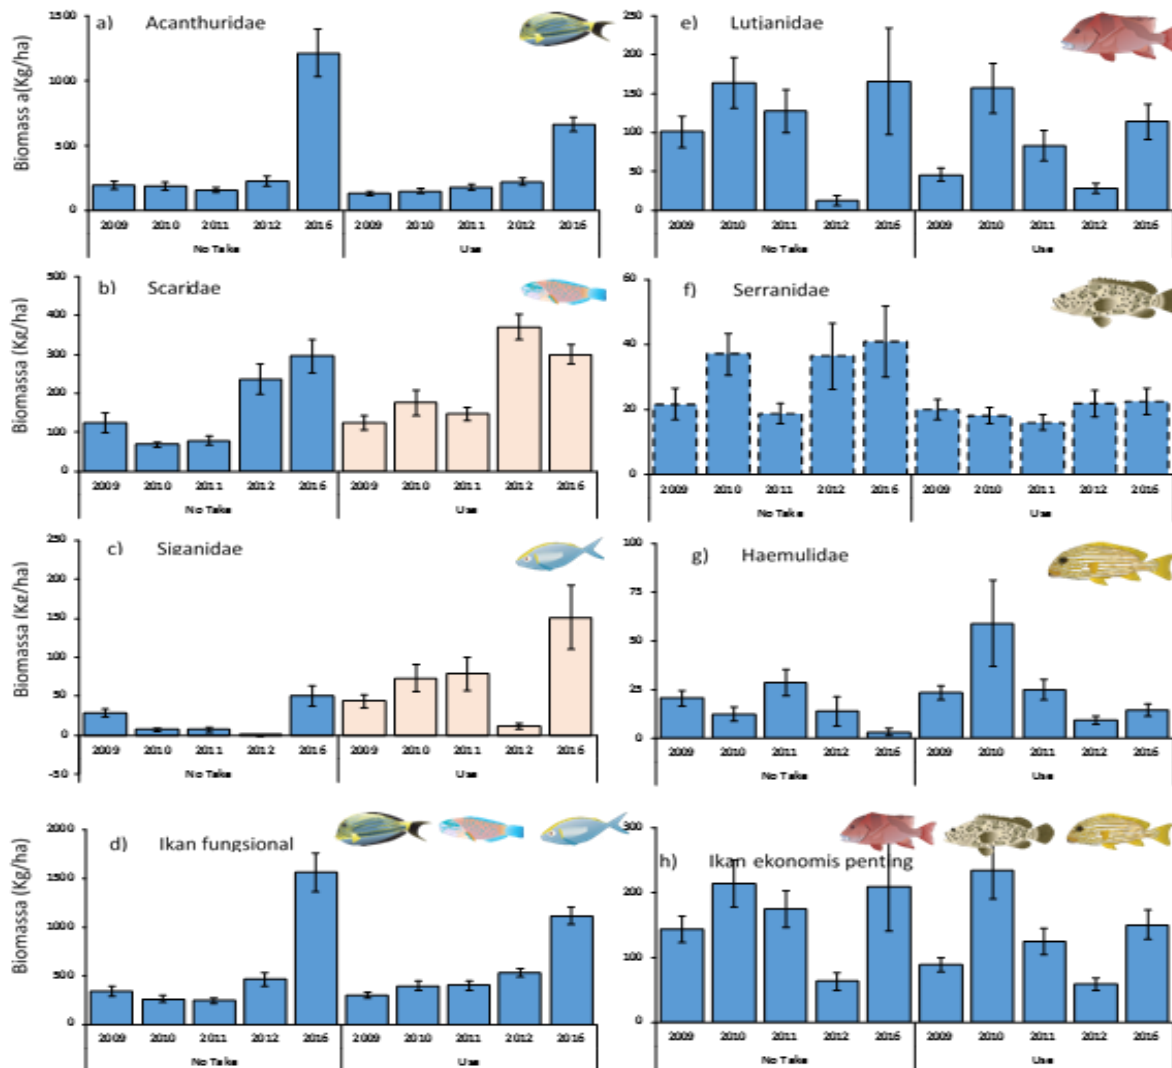 a) Acanthuridae
Biomass a(Kg/ha)
1500
1000
500
0
2009 2010 2011 2012 2016 2009 2010 2011 2012 2016
No Take Use
e) Lutjanidae
250
200
150
100
50
0
2009 2010 2011 2012 2016 2009 2010 2011 2012 2016
No Take Use
b) Scaridae
Biomassa (Kg/ha)
500
400
300
200
100
0
2009 2010 2011 2012 2016 2009 2010 2011 2012 2016
No Take Use
f) Serranidae
60
40
20
0
2009 2010 2011 2012 2016 2009 2010 2011 2012 2016
No Take Use
c) Siganidae
Biomassa (Kg/ha)
250
200
150
100
50
0
-50
2009 2010 2011 2012 2016 2009 2010 2011 2012 2016
No Take Use
g) Haemulidae
100
75
50
25
0
2009 2010 2011 2012 2016 2009 2010 2011 2012 2016
No Take Use
d) Ikan fungsional
Biomassa (Kg/ha)
2000
1500
1000
500
0
2009 2010 2011 2012 2016 2009 2010 2011 2012 2016
No Take Use
h) Ikan ekonomis penting
300
200
100
0
2009 2010 2011 2012 2016 2009 2010 2011 2012 2016
No Take Use